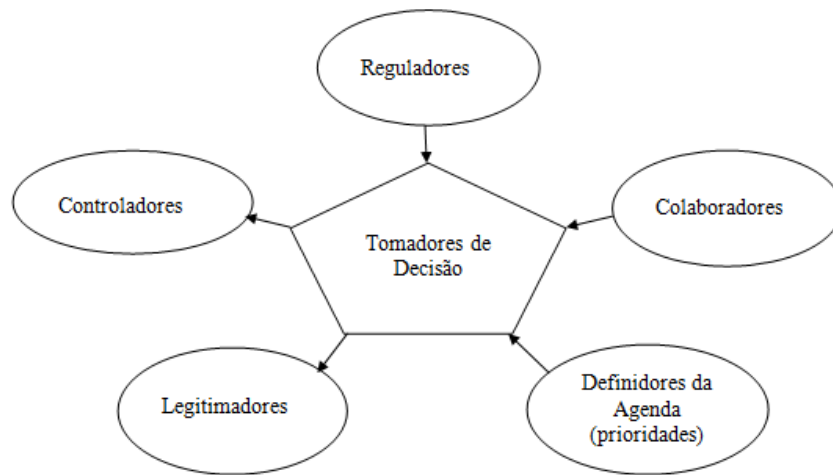 Reguladores
Controladores
Colaboradores
Tomadores de
Decisão
Legitimadores
Definidores da
Agenda
(prioridades)